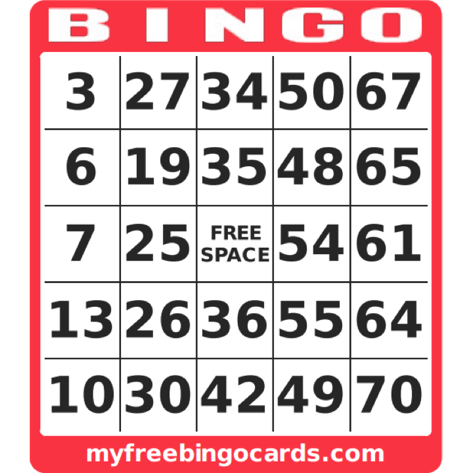 B I N G O
3 27 34 50 67
6 19 35 48 65
7 25 FREE SPACE 54 61
13 26 36 55 64
10 30 42 49 70
myfreebingocards.com